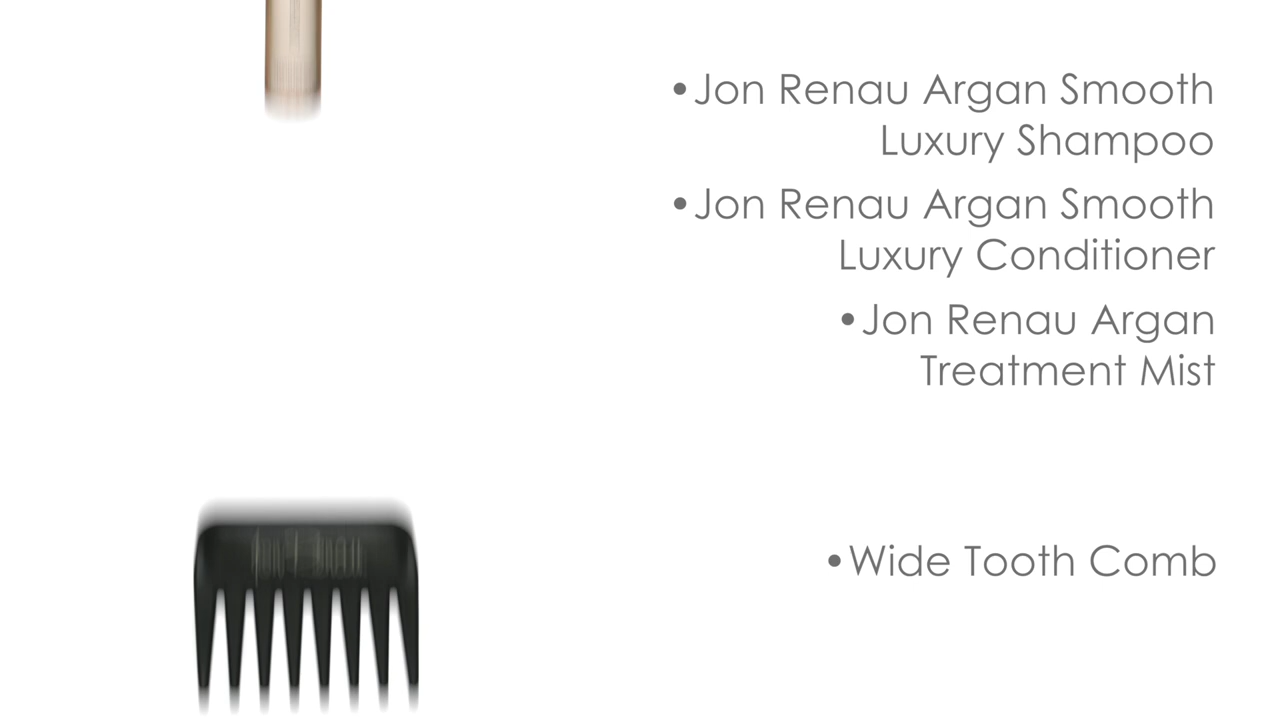 •Jon Renau Argan Smooth
Luxury Shampoo
•Jon Renau Argan Smooth
Luxury Conditioner
•Jon Renau Argan
Treatment Mist
•Wide Tooth Comb